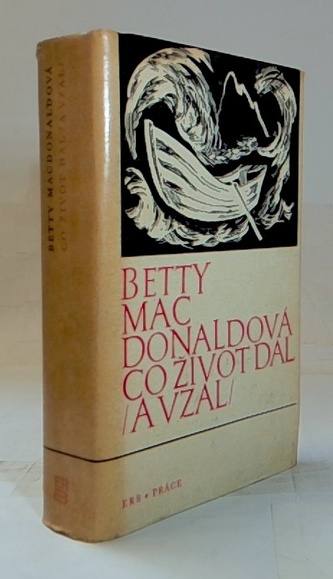 BETTY MACDONALDOVÁ
CO ŽIVOT DAL /A VZAL/
BETTY
MAC
DONALDOVÁ
CO ŽIVOT DAL
/A VZAL/
ERB • PRÁCE